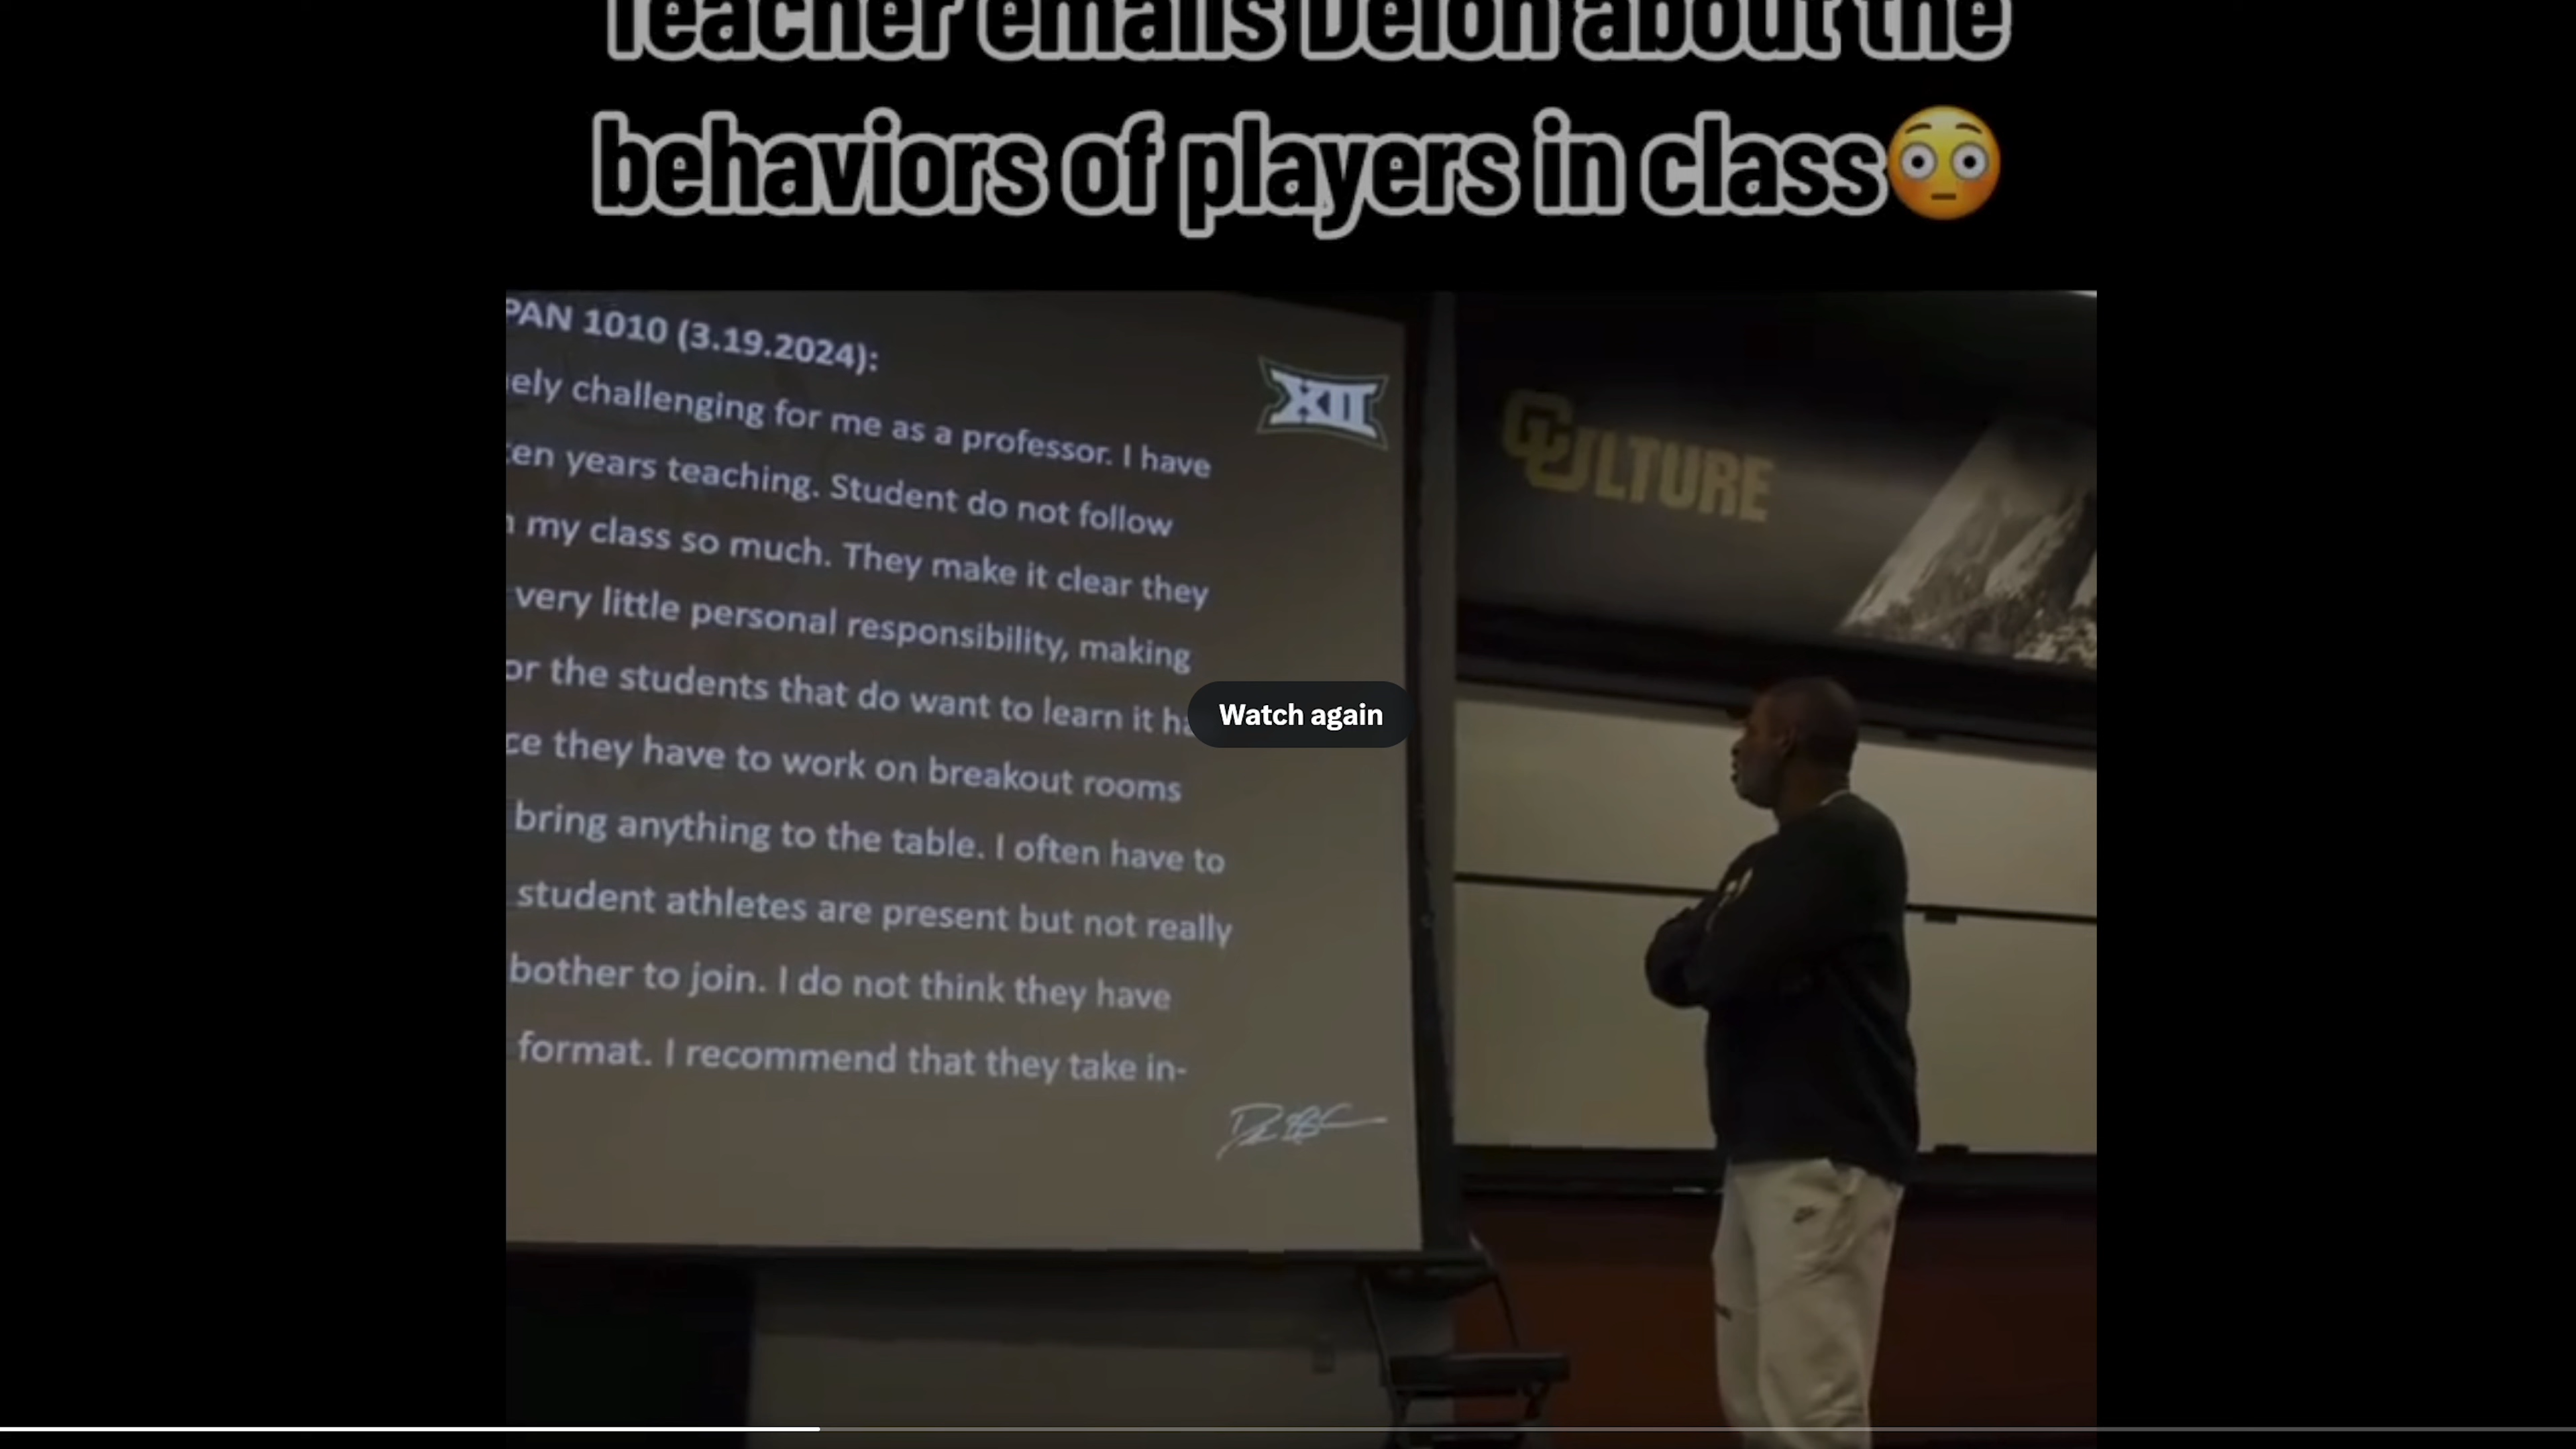 Teacher emails Deion about the
behaviors of players in class😳
PAN 1010 (3.19.2024):
ely challenging for me as a professor. I have
ten years teaching. Student do not follow
my class so much. They make it clear they
very little personal responsibility, making
or the students that do want to learn it ha
ce they have to work on breakout rooms
bring anything to the table. I often have to
student athletes are present but not really
bother to join. I do not think they have
format. I recommend that they take in-
XII
CULTURE
Watch again